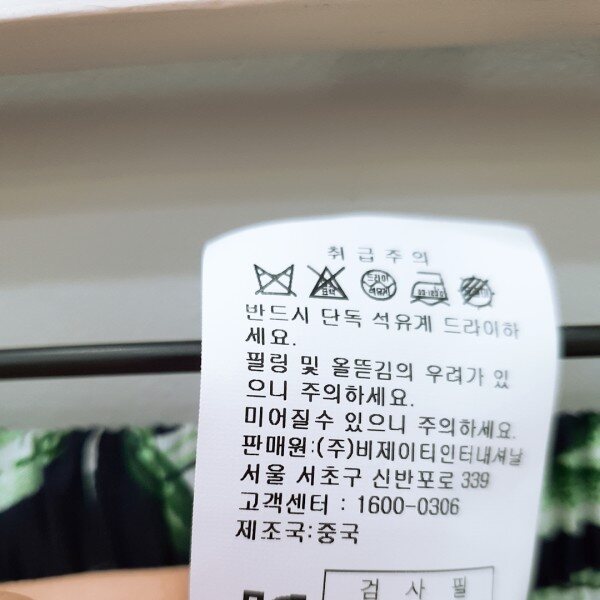 취급주의
반드시 단독 석유계 드라이하
세요.
필링 및 올뜯김의 우려가 있
으니 주의하세요.
미어질수 있으니 주의하세요.
판매원:(주)비제이티인터내셔날
서울 서초구 신반포로 339
고객센터 : 1600-0306
제조국:중국
검 사 필